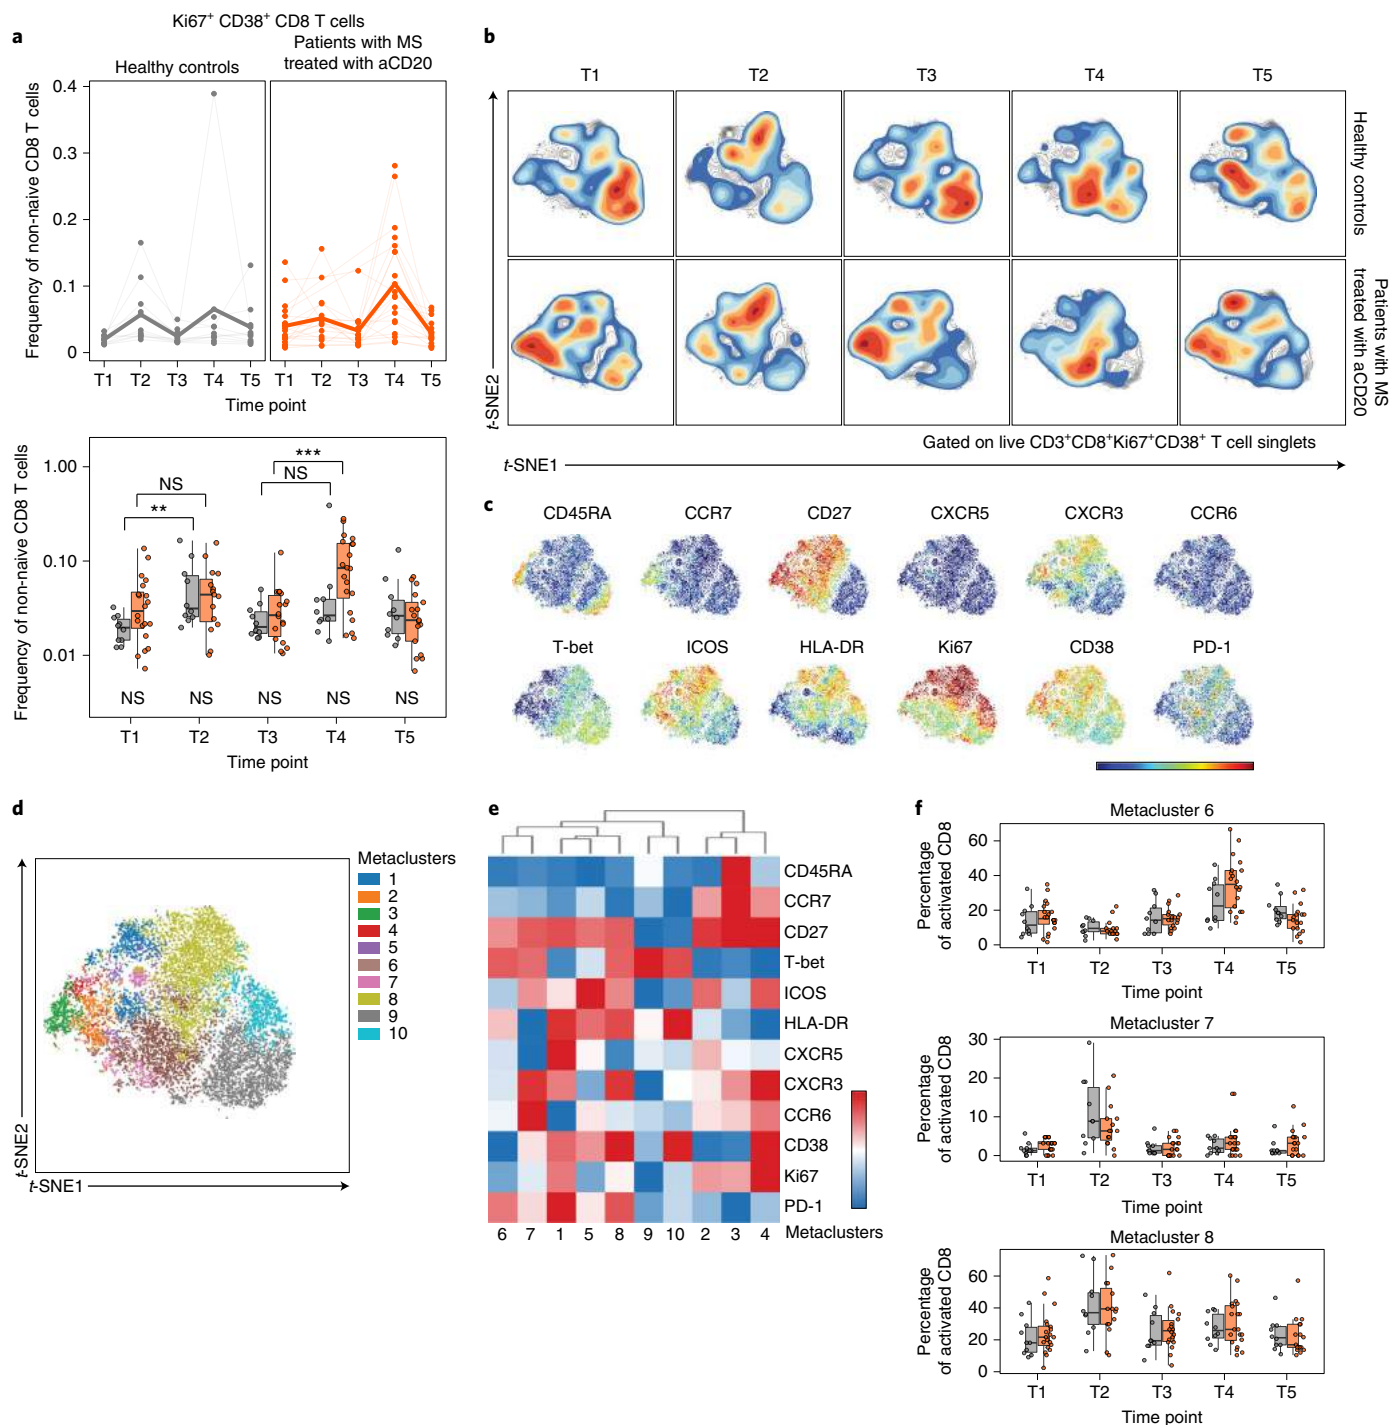 a
Ki67+ CD38+ CD8 T cells
Healthy controls
Patients with MS
treated with aCD20
Frequency of non-naive CD8 T cells
0.4
0.3
0.2
0.1
0
T1 T2 T3 T4 T5 T1 T2 T3 T4 T5
Time point
Frequency of non-naive CD8 T cells
1.00
0.10
0.01
NS
**
***
NS
NS NS NS NS NS
T1 T2 T3 T4 T5
Time point
b
T1 T2 T3 T4 T5
Healthy controls
Patients with MS
treated with aCD20
t-SNE2
Gated on live CD3+CD8+Ki67+CD38+ T cell singlets
t-SNE1
c
CD45RA CCR7 CD27 CXCR5 CXCR3 CCR6
T-bet ICOS HLA-DR Ki67 CD38 PD-1
d
Metaclusters
1
2
3
4
5
6
7
8
9
10
t-SNE2
t-SNE1
e
CD45RA
CCR7
CD27
T-bet
ICOS
HLA-DR
CXCR5
CXCR3
CCR6
CD38
Ki67
PD-1
6 7 1 5 8 9 10 2 3 4 Metaclusters
f
Metacluster 6
Percentage
of activated CD8
60
40
20
0
T1 T2 T3 T4 T5
Time point
Metacluster 7
Percentage
of activated CD8
30
20
10
0
T1 T2 T3 T4 T5
Time point
Metacluster 8
Percentage
of activated CD8
60
40
20
0
T1 T2 T3 T4 T5
Time point